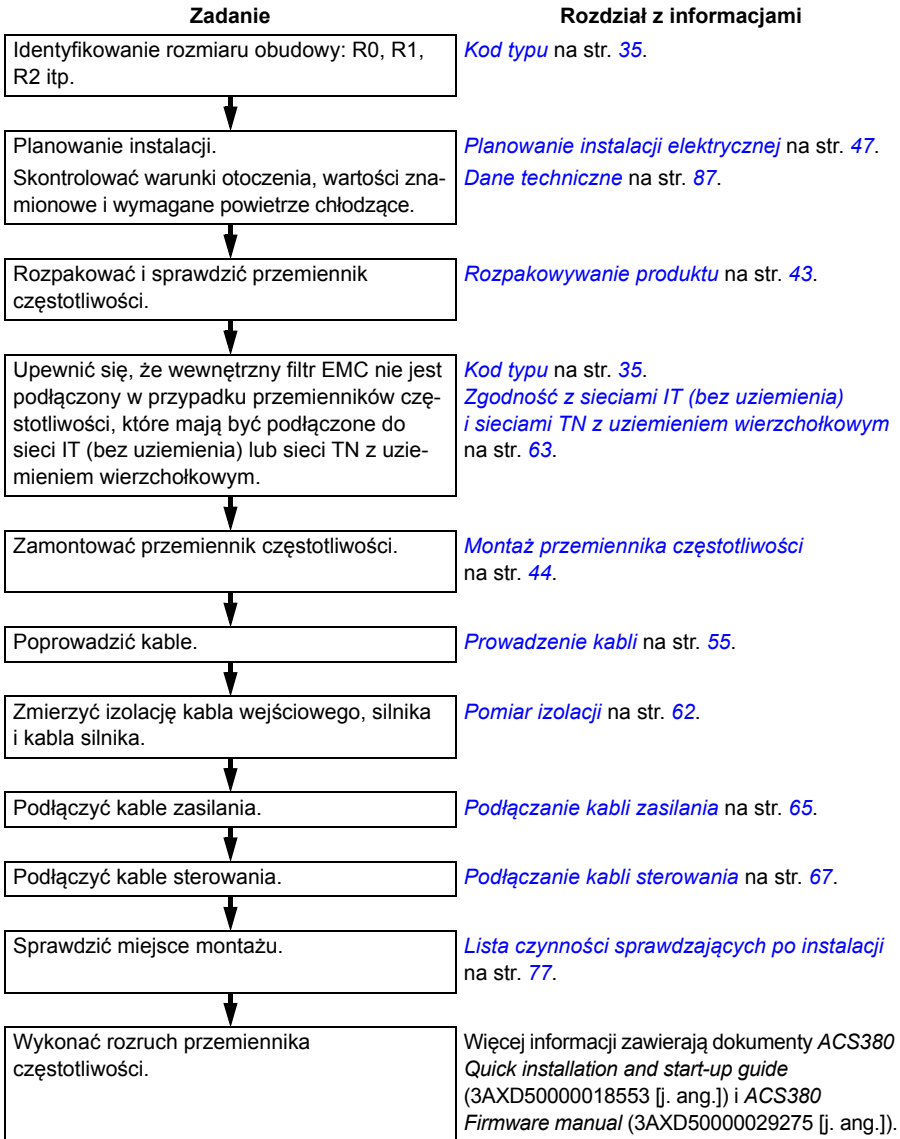 Zadanie
Rozdział z informacjami
Identyfikowanie rozmiaru obudowy: R0, R1,
R2 itp.
Kod typu na str. 35.
Planowanie instalacji.
Skontrolować warunki otoczenia, wartości zna-
mionowe i wymagane powietrze chłodzące.
Planowanie instalacji elektrycznej na str. 47.
Dane techniczne na str. 87.
Rozpakować i sprawdzić przemiennik
częstotliwości.
Rozpakowywanie produktu na str. 43.
Upewnić się, że wewnętrzny filtr EMC nie jest
podłączony w przypadku przemienników czę-
stotliwości, które mają być podłączone do
sieci IT (bez uziemienia) lub sieci TN z uzie-
mieniem wierzchołkowym.
Kod typu na str. 35.
Zgodność z sieciami IT (bez uziemienia)
i sieciami TN z uziemieniem wierzchołkowym
na str. 63.
Zamontować przemiennik częstotliwości.
Montaż przemiennika częstotliwości
na str. 44.
Poprowadzić kable.
Prowadzenie kabli na str. 55.
Zmierzyć izolację kabla wejściowego, silnika
i kabla silnika.
Pomiar izolacji na str. 62.
Podłączyć kable zasilania.
Podłączanie kabli zasilania na str. 65.
Podłączyć kable sterowania.
Podłączanie kabli sterowania na str. 67.
Sprawdzić miejsce montażu.
Lista czynności sprawdzających po instalacji
na str. 77.
Wykonać rozruch przemiennika
częstotliwości.
Więcej informacji zawierają dokumenty ACS380
Quick installation and start-up guide
(3AXD50000018553 [j. ang.]) i ACS380
Firmware manual (3AXD50000029275 [j. ang.]).